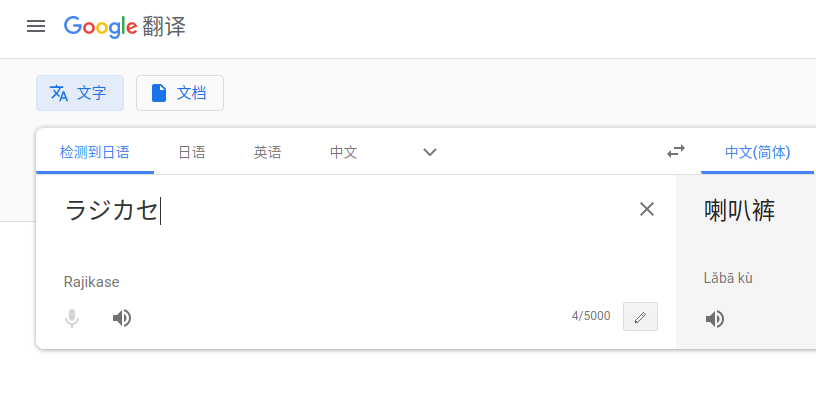 Google 翻译
文字 文档
检测到日语 日语 英语 中文 中文(简体)
ラジカセ 喇叭裤
Rajikase Lǎbā kù
4/5000